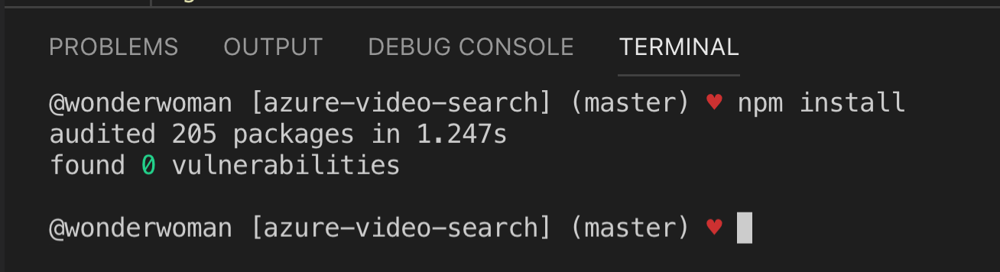 PROBLEMS OUTPUT DEBUG CONSOLE TERMINAL
@wonderwoman [azure-video-search] (master) ♥ npm install
audited 205 packages in 1.247s
found 0 vulnerabilities
@wonderwoman [azure-video-search] (master) ♥